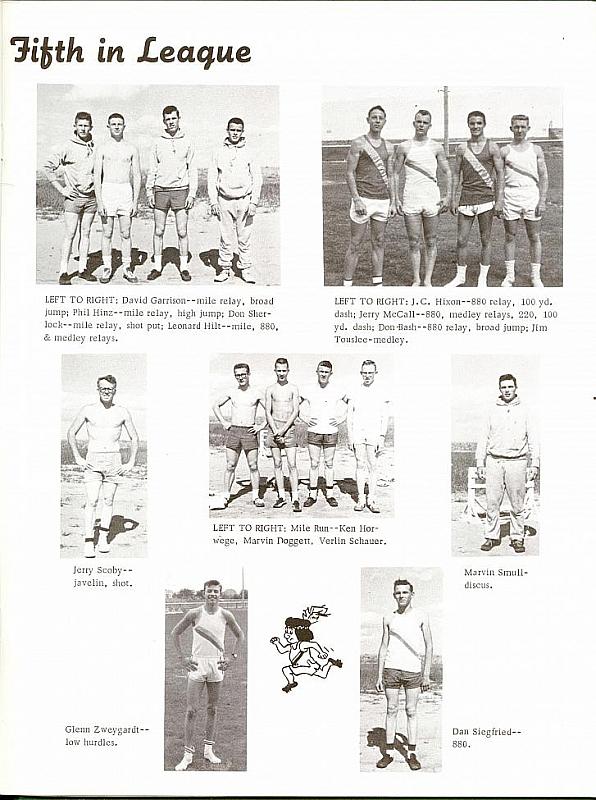 Fifth in League
LEFT TO RIGHT: David Garrison--mile relay, broad
jump; Phil Hinz--mile relay, high jump; Don Sher-
lock--mile relay, shot put; Leonard Hilt--mile, 880,
& medley relays.
LEFT TO RIGHT: J.C. Hixon--880 relay, 100 yd.
dash; Jerry McCall--880, medley relays, 220, 100
yd. dash; Don Bash--880 relay, broad jump; Jim
Touslee-medley.
LEFT TO RIGHT: Mile Run--Ken Hor-
wege, Marvin Doggett, Verlin Schauer.
Jerry Scoby--
javelin, shot.
Marvin Smull-
discus.
Glenn Zweygardt--
low hurdles.
Dan Siegfried--
880.